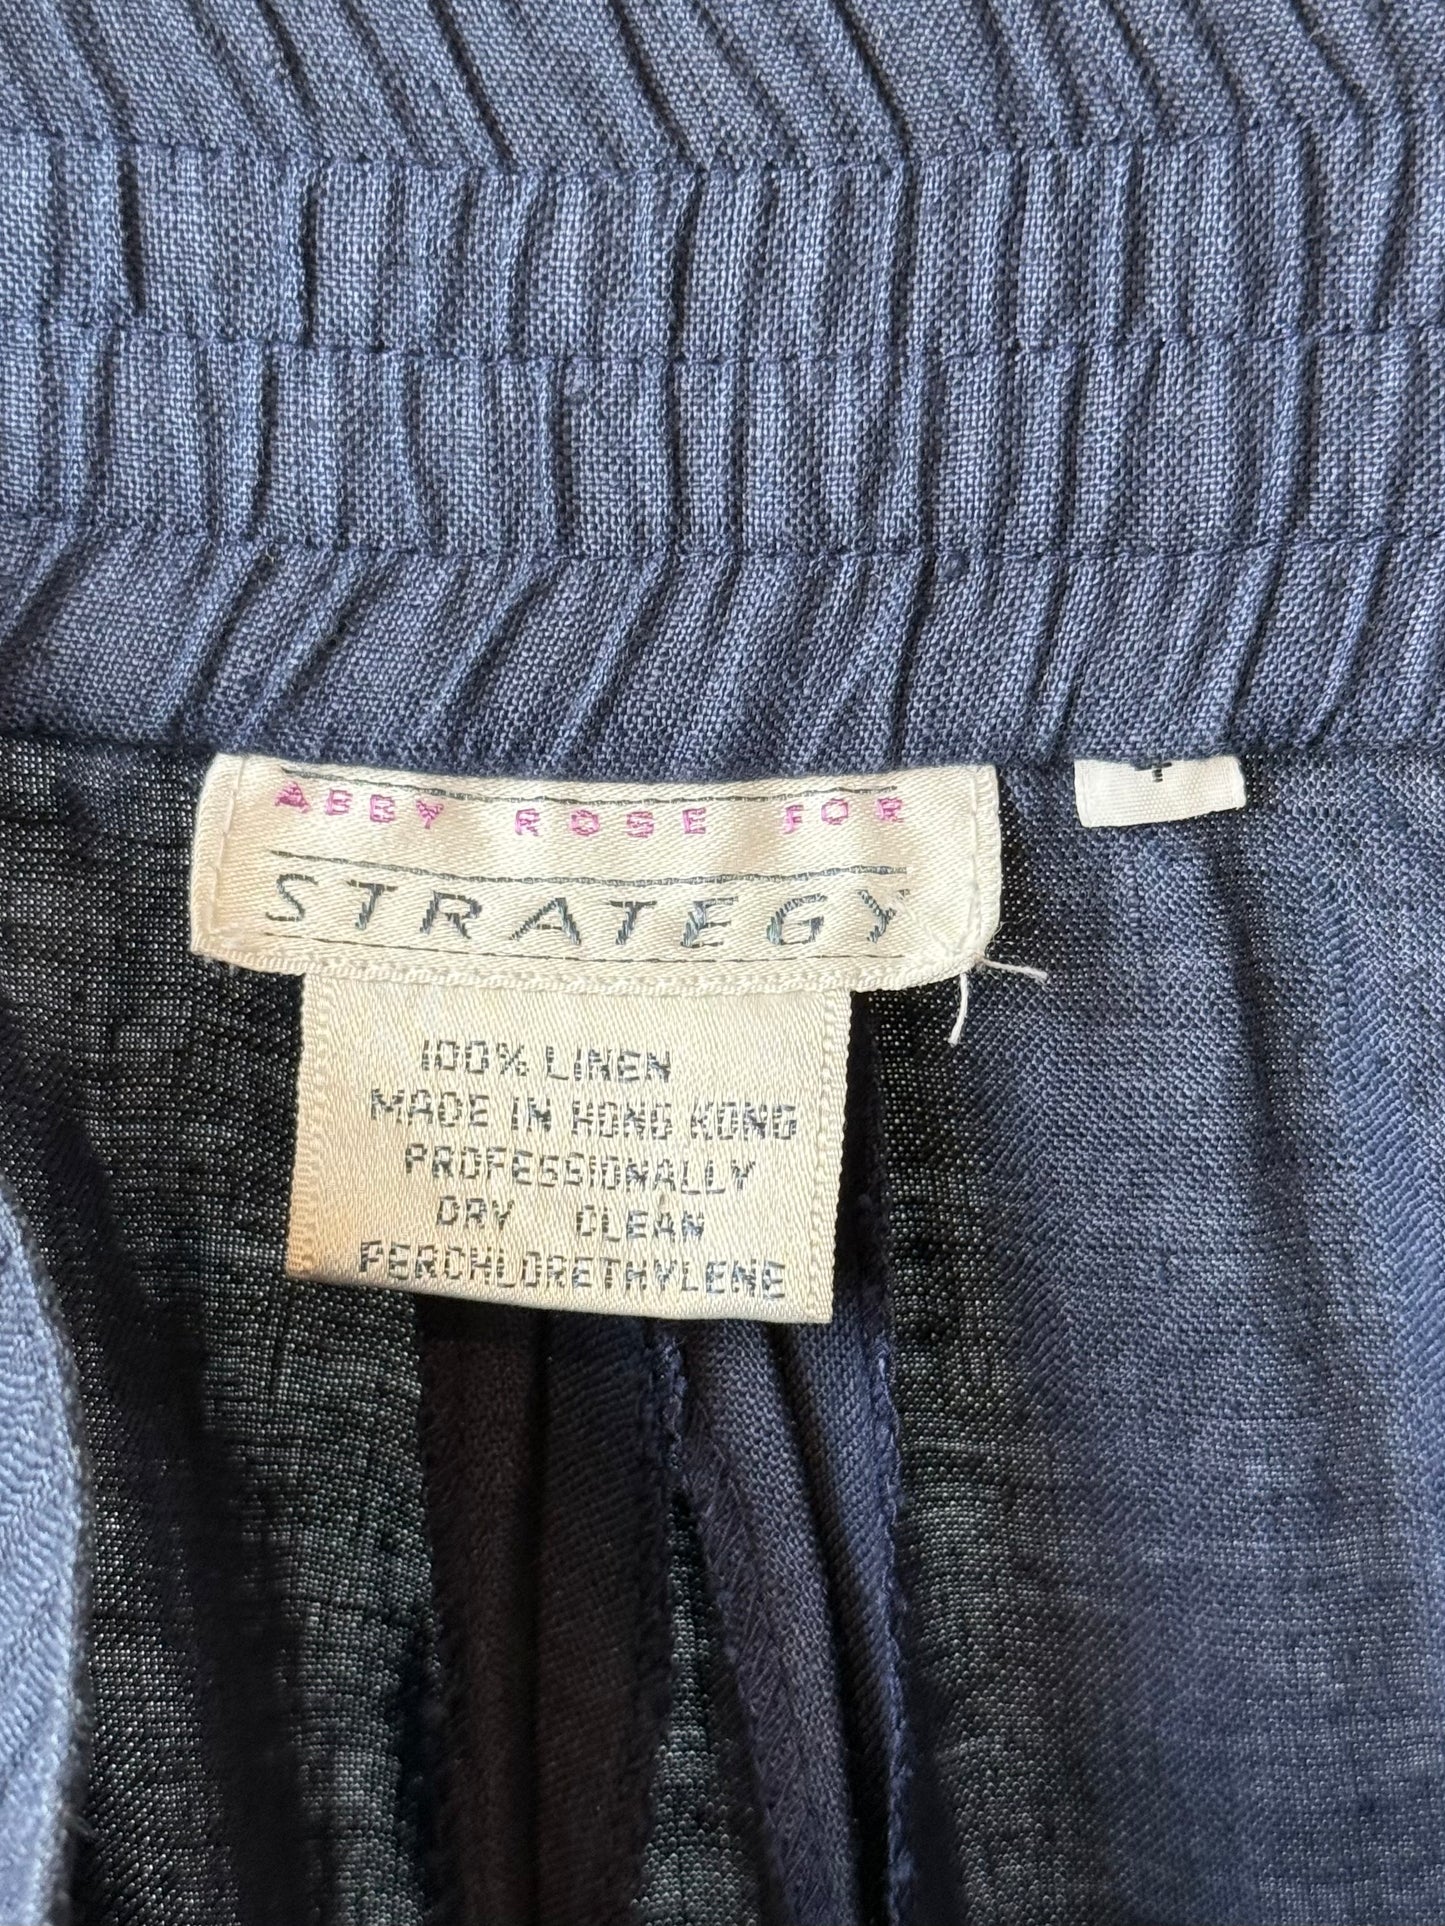 ABBY ROSE FOR
STRATEGY
100% LINEN
MADE IN HONG KONG
PROFESSIONALLY
DRY CLEAN
PERCHLORETHYLENE